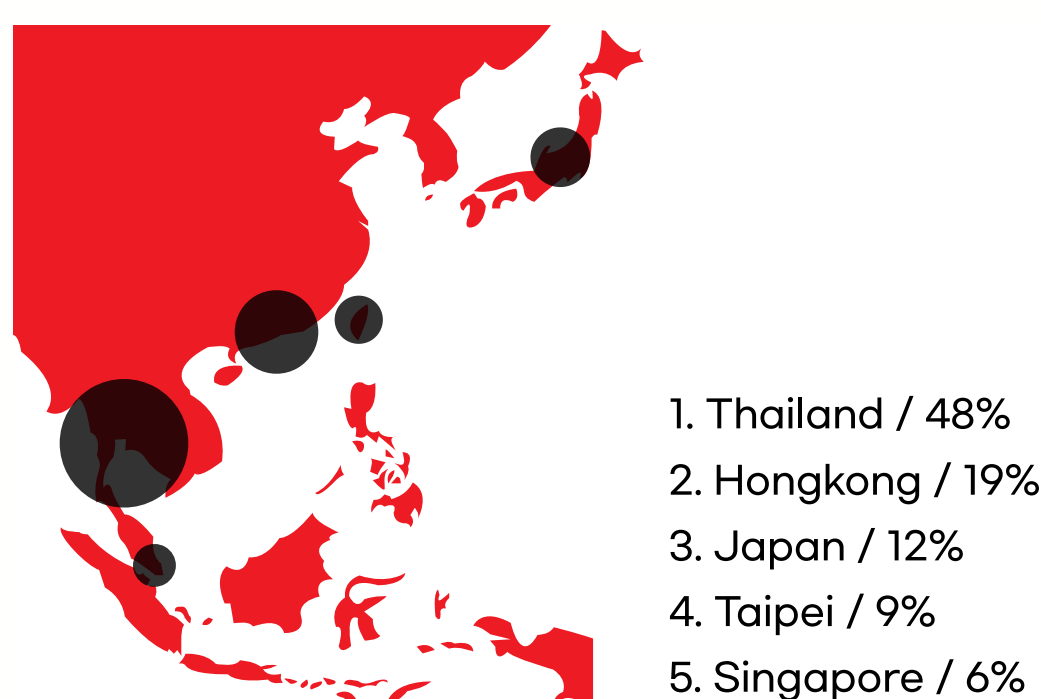 1. Thailand / 48%
2. Hongkong / 19%
3. Japan / 12%
4. Taipei / 9%
5. Singapore / 6%